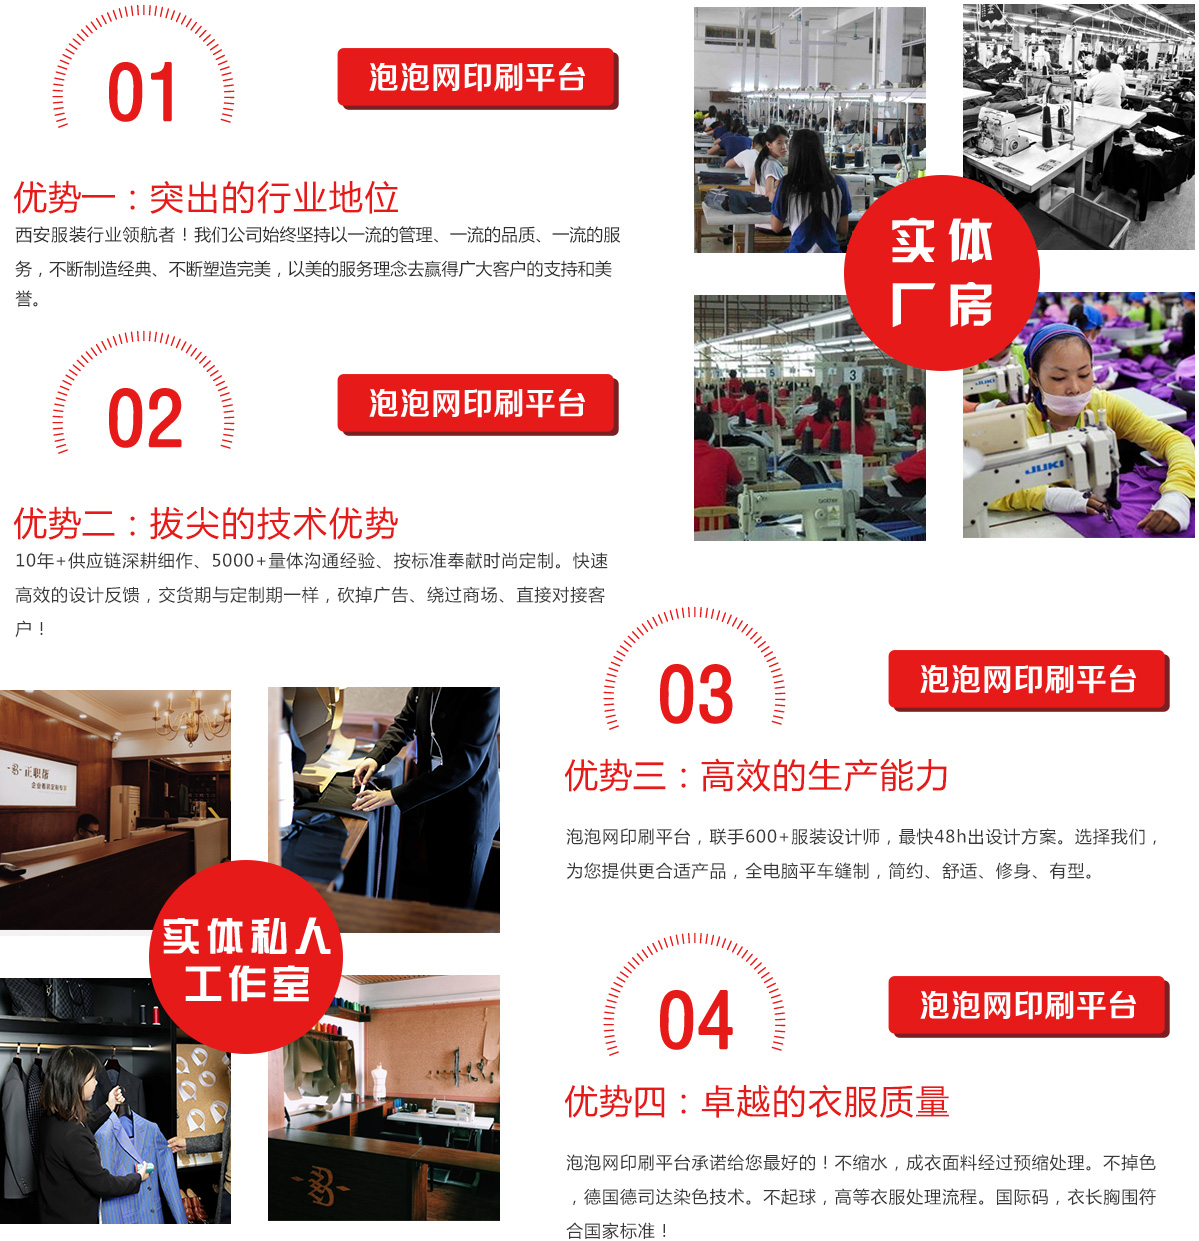 01
泡泡网印刷平台
优势一：突出的行业地位
西安服装行业领航者！我们公司始终坚持以一流的管理、一流的品质、一流的服
务，不断制造经典、不断塑造完美，以美的服务理念去赢得广大客户的支持和美
誉。
实体
厂房
5
3
brother
JUKI
JUKI
02
泡泡网印刷平台
优势二：拔尖的技术优势
10年+供应链深耕细作、5000+量体沟通经验、按标准奉献时尚定制。快速
高效的设计反馈，交货期与定制期一样，砍掉广告、绕过商场、直接对接客
户！
正职帮
实体私人
工作室
03
泡泡网印刷平台
优势三：高效的生产能力
泡泡网印刷平台，联手600+服装设计师，最快48h出设计方案。选择我们，
为您提供更合适产品，全电脑平车缝制，简约、舒适、修身、有型。
04
泡泡网印刷平台
优势四：卓越的衣服质量
泡泡网印刷平台承诺给您最好的！不缩水，成衣面料经过预缩处理。不掉色
，德国德司达染色技术。不起球，高等衣服处理流程。国际码，衣长胸围符
合国家标准！